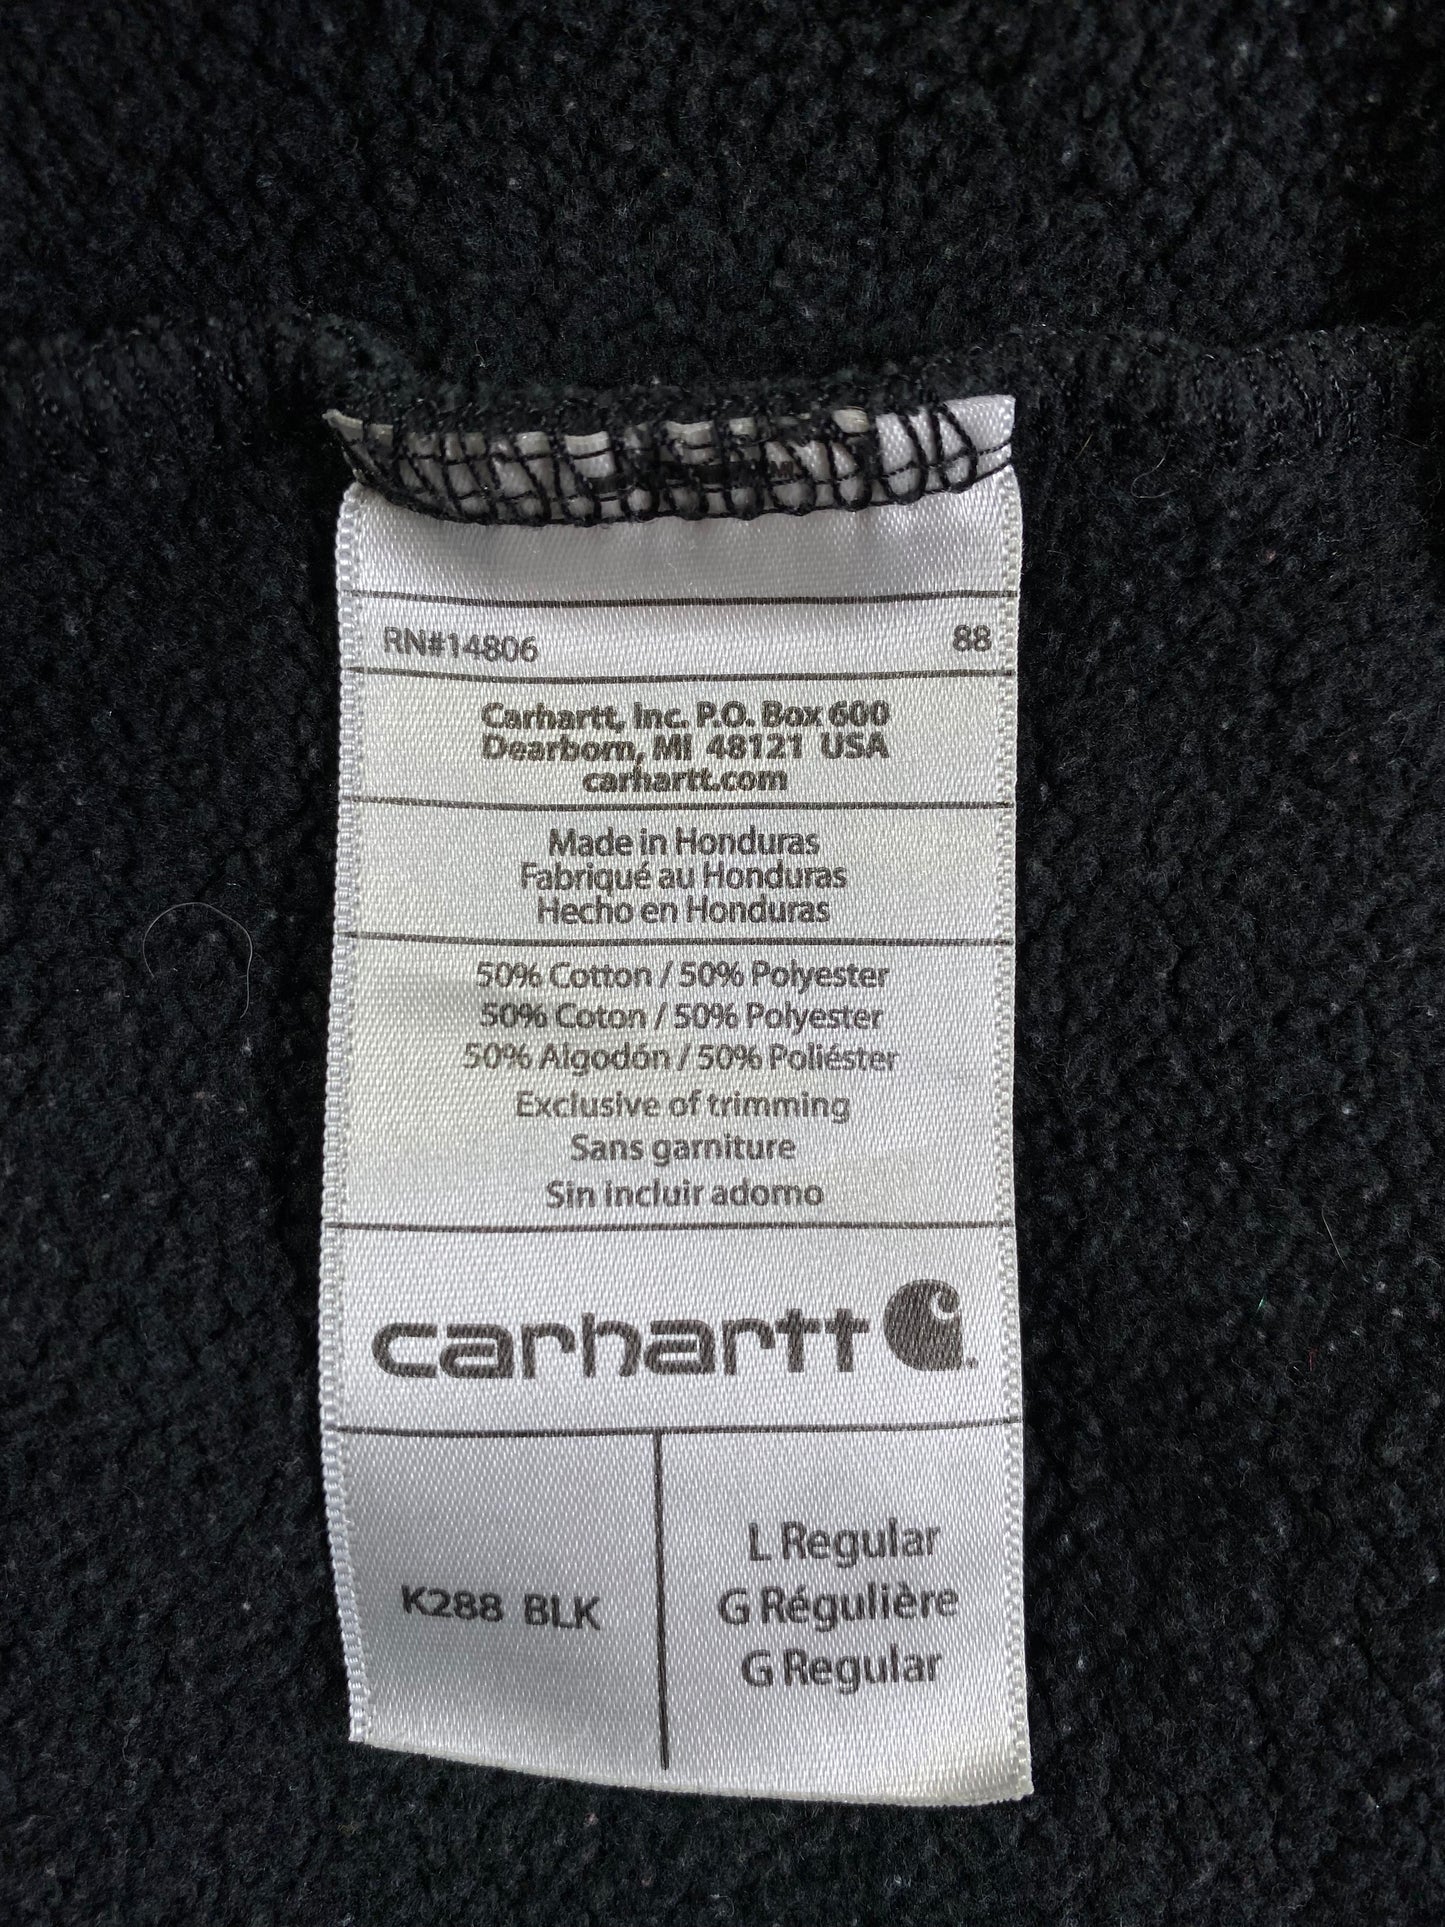 RN#14806 88
Carhartt, Inc. P.O. Box 600
Dearborn, MI 48121 USA
carhartt.com
Made in Honduras
Fabriqué au Honduras
Hecho en Honduras
50% Cotton / 50% Polyester
50% Coton / 50% Polyester
50% Algodón / 50% Poliéster
Exclusive of trimming
Sans garniture
Sin incluir adorno
carhartt
K288 BLK
L Regular
G Régulière
G Regular